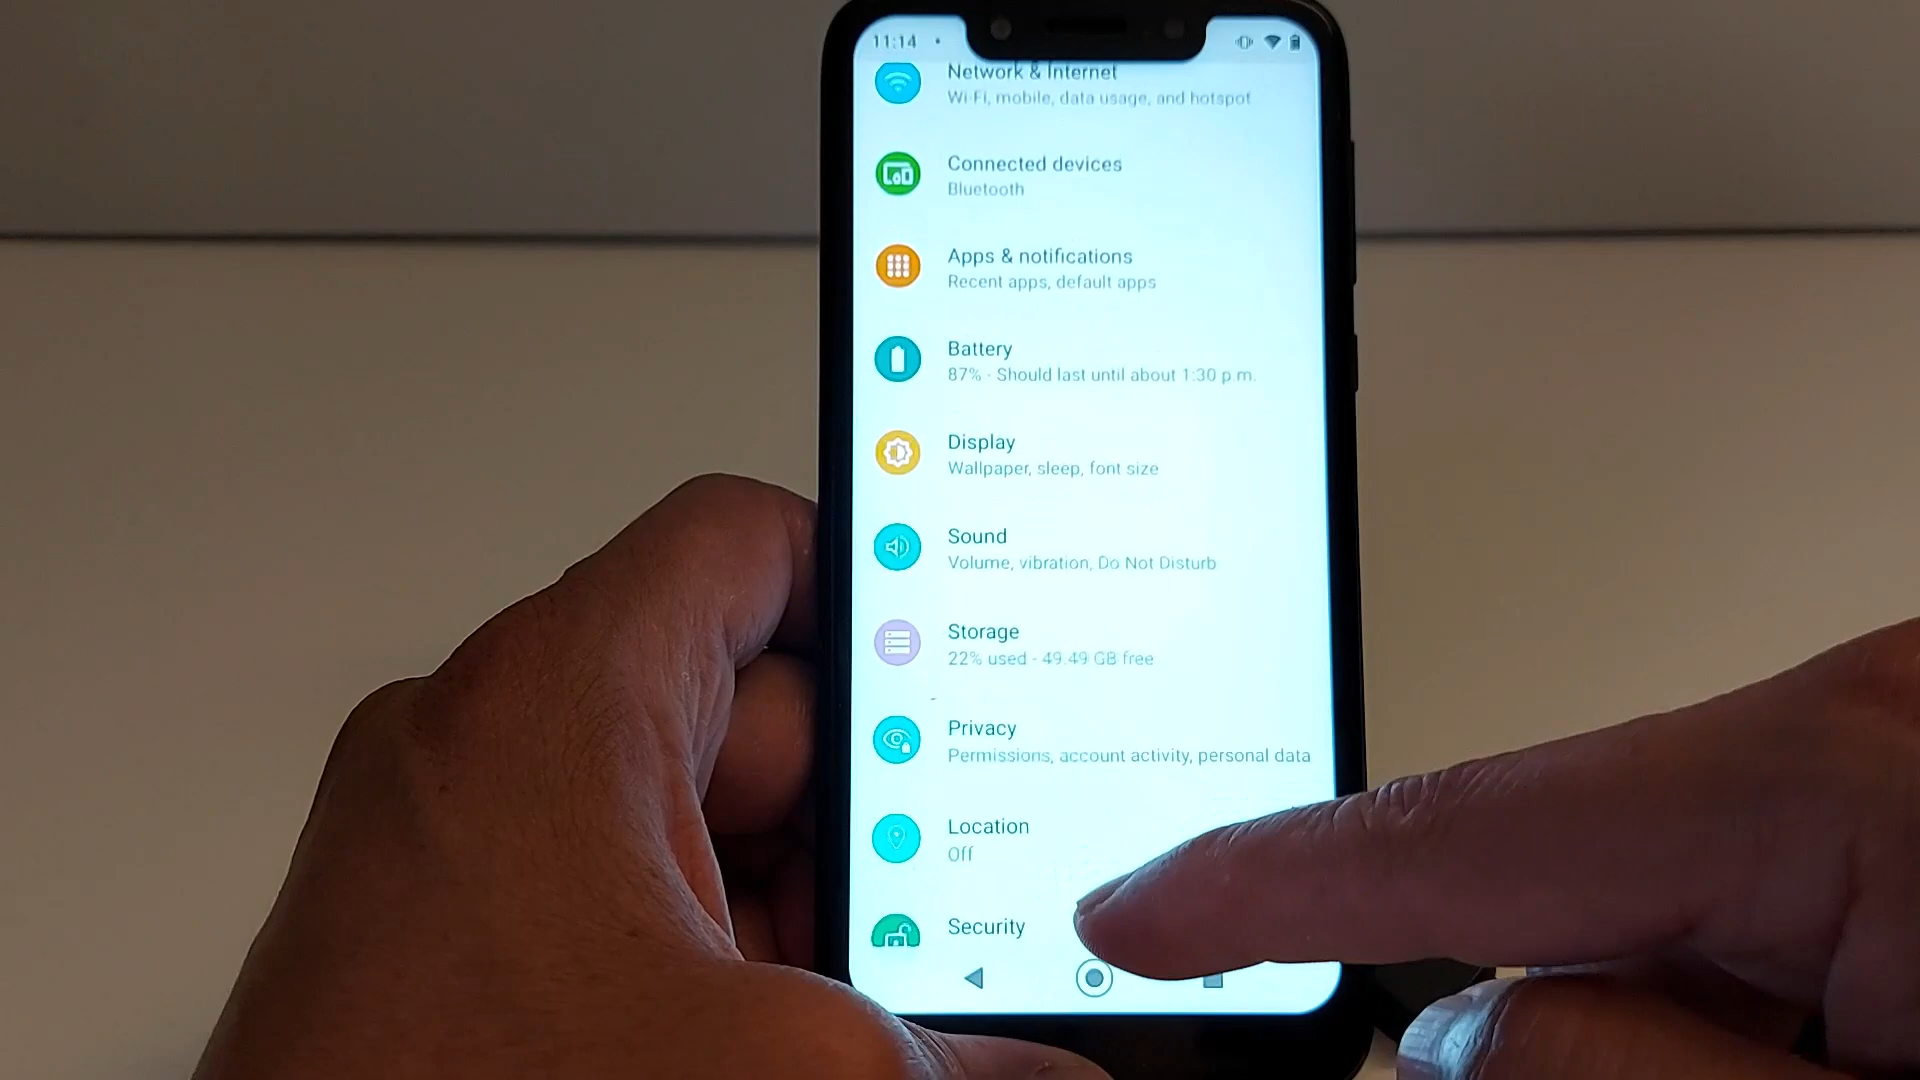 11:14
Network & Internet
Wi-Fi, mobile, data usage, and hotspot
Connected devices
Bluetooth
Apps & notifications
Recent apps, default apps
Battery
87% - Should last until about 1:30 p.m.
Display
Wallpaper, sleep, font size
Sound
Volume, vibration, Do Not Disturb
Storage
22% used - 49.49 GB free
Privacy
Permissions, account activity, personal data
Location
Off
Security